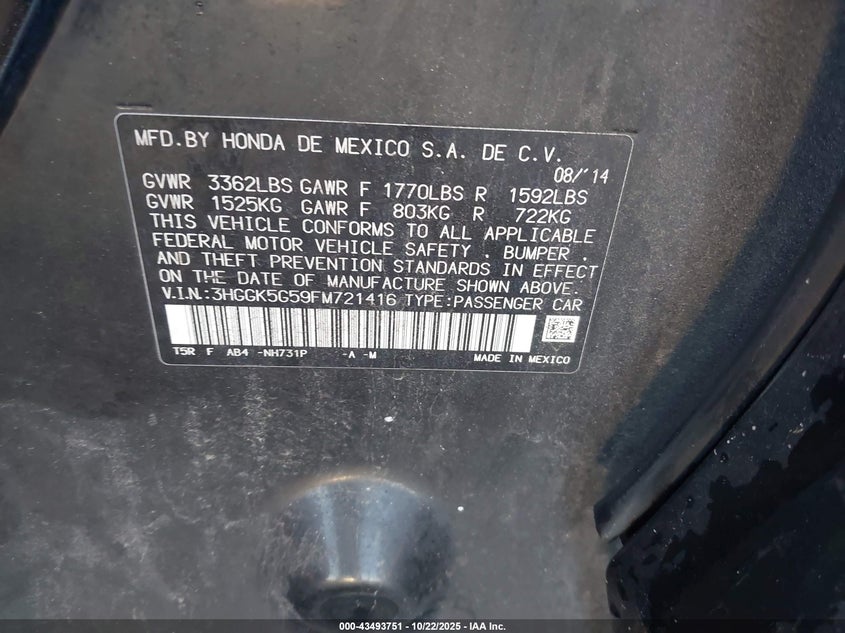 MFD.BY HONDA DE MEXICO S.A. DE C.V.
08/'14
GVWR 3362LBS GAWR F 1770LBS R 1592LBS
GVWR 1525KG GAWR F 803KG R 722KG
THIS VEHICLE CONFORMS TO ALL APPLICABLE
FEDERAL MOTOR VEHICLE SAFETY , BUMPER ,
AND THEFT PREVENTION STANDARDS IN EFFECT
ON THE DATE OF MANUFACTURE SHOWN ABOVE.
V.I.N.:3HGGK5G59FM721416 TYPE:PASSENGER CAR
T5R F AB4 -NH731P -A -M MADE IN MEXICO
000-43493751 - 10/22/2025 - IAA Inc.